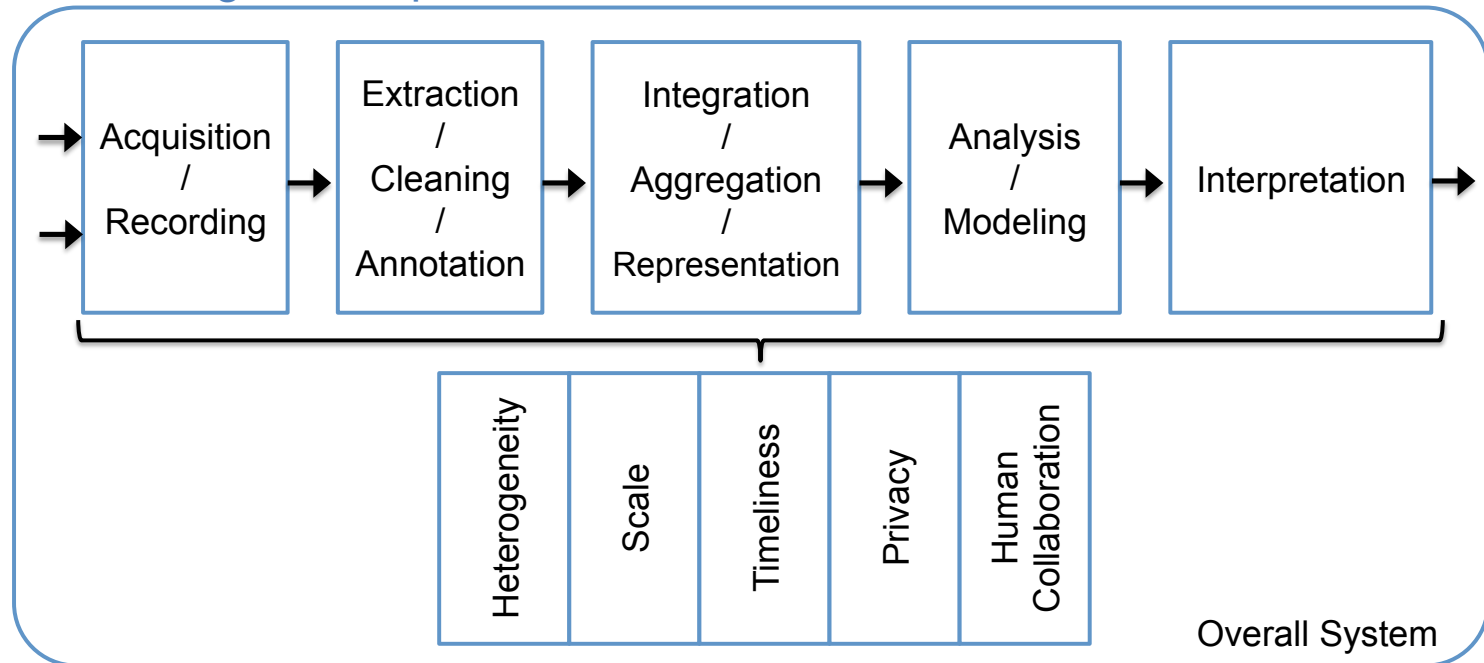 Acquisition
/
Recording
Extraction
/
Cleaning
/
Annotation
Integration
/
Aggregation
/
Representation
Analysis
/
Modeling
Interpretation
Heterogeneity
Scale
Timeliness
Privacy
Human
Collaboration
Overall System